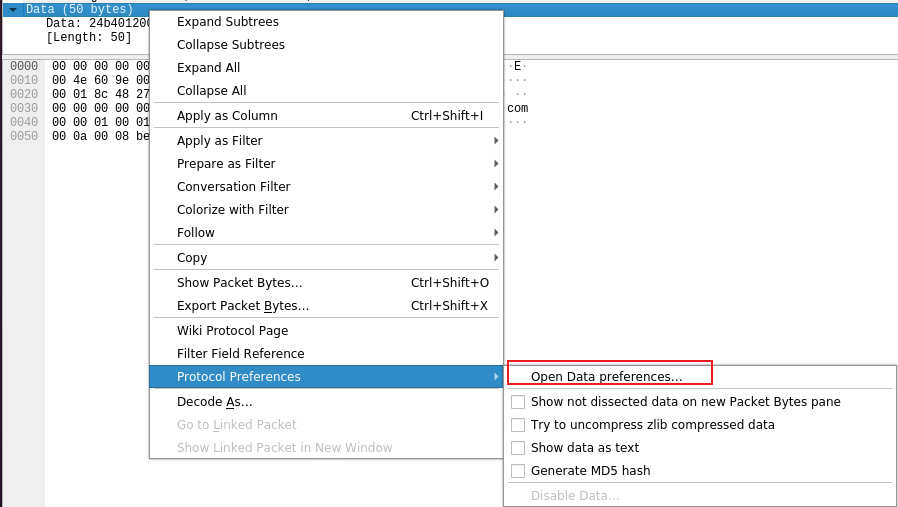 Data (50 bytes)
Data: 24b401200
[Length: 50]
0000 00 00 00 00 00 E·
0010 00 4e 60 9e 00 ···
0020 00 01 8c 48 27 ··
0030 00 00 00 00 00 com
0040 00 00 01 00 01 ···
0050 00 0a 00 08 be
Expand Subtrees
Collapse Subtrees
Expand All
Collapse All
Apply as Column Ctrl+Shift+I
Apply as Filter
Prepare as Filter
Conversation Filter
Colorize with Filter
Follow
Copy
Show Packet Bytes... Ctrl+Shift+O
Export Packet Bytes... Ctrl+Shift+X
Wiki Protocol Page
Filter Field Reference
Protocol Preferences
Decode As...
Go to Linked Packet
Show Linked Packet in New Window
Open Data preferences...
Show not dissected data on new Packet Bytes pane
Try to uncompress zlib compressed data
Show data as text
Generate MD5 hash
Disable Data...